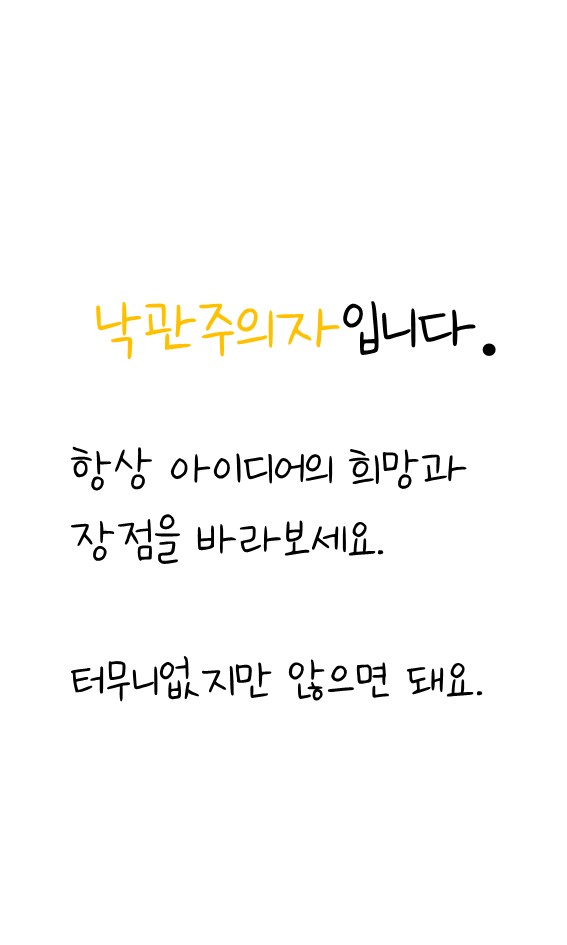 낙관주의자입니다.
항상 아이디어의 희망과
장점을 바라보세요.
터무니없지만 않으면 돼요.